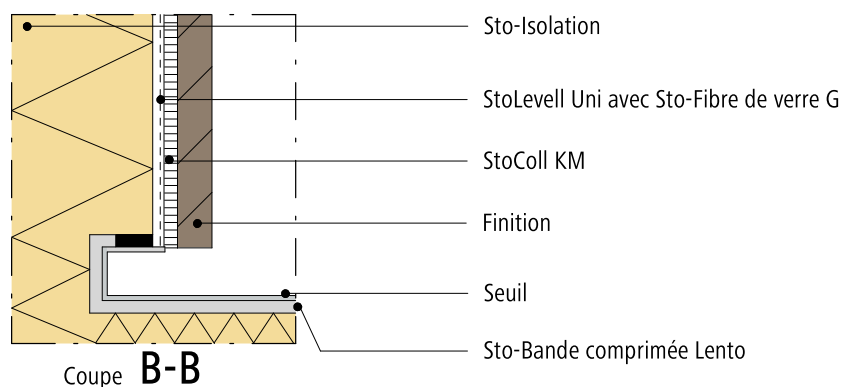 Sto-Isolation
StoLevell Uni avec Sto-Fibre de verre G
StoColl KM
Finition
Seuil
Sto-Bande comprimée Lento
Coupe B-B